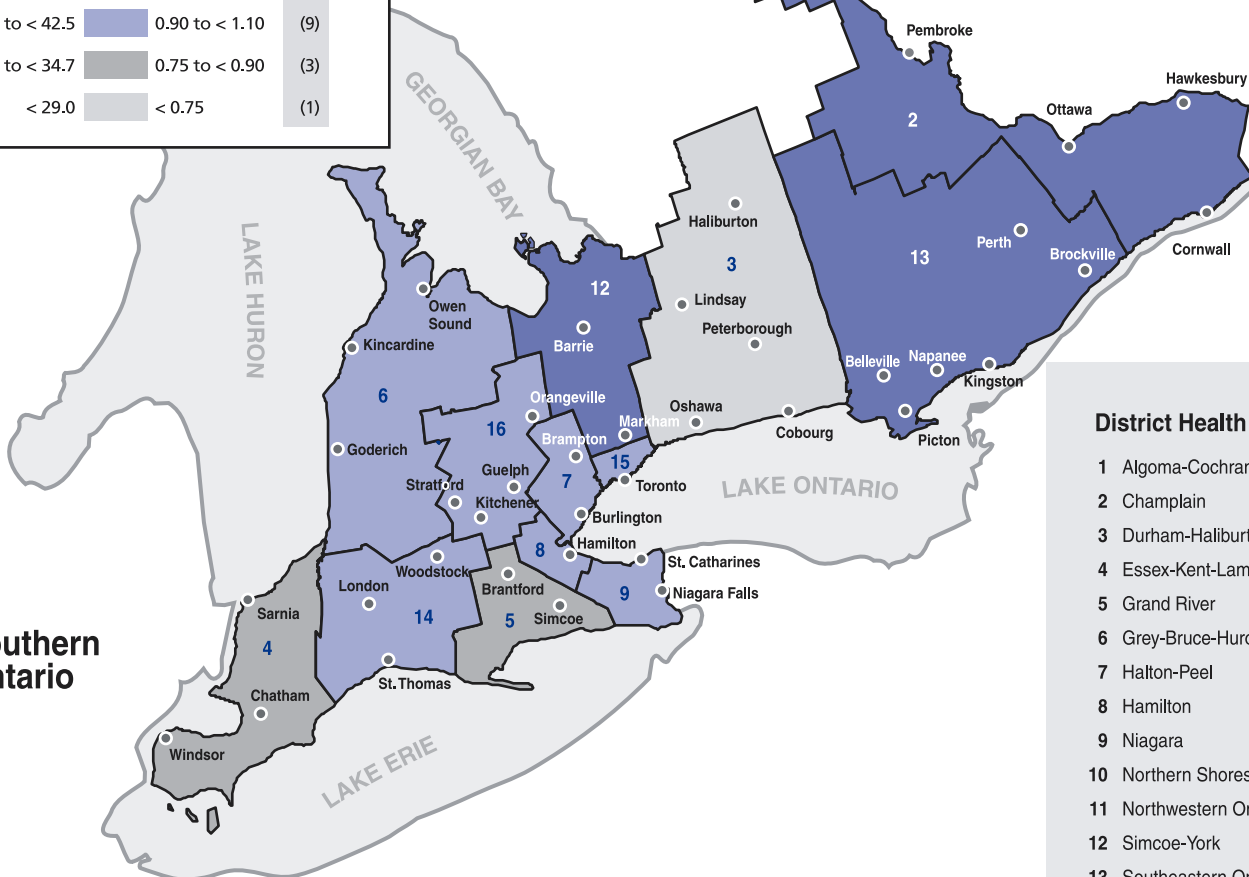 to < 42.5 0.90 to < 1.10 (9)
to < 34.7 0.75 to < 0.90 (3)
< 29.0 < 0.75 (1)
Pembroke
Hawkesbury
Ottawa
2
GEORGIAN BAY
Haliburton
Perth
Cornwall
LAKE HURON
3
13
Brockville
12
Owen
Sound
Lindsay
Kincardine
Barrie
Peterborough
Belleville
Napanee
Kingston
6
Orangeville
Oshawa
Markham
Cobourg
Picton
16
Brampton
Goderich
15
Guelph
7
Stratford
Toronto
LAKE ONTARIO
Kitchener
Burlington
Hamilton
8
St. Catharines
Woodstock
London
Brantford
9
Niagara Falls
Sarnia
14
5
Simcoe
4
St. Thomas
Chatham
Windsor
LAKE ERIE
uthern
ntario
District Health
1 Algoma-Cochran
2 Champlain
3 Durham-Haliburt
4 Essex-Kent-Lam
5 Grand River
6 Grey-Bruce-Huro
7 Halton-Peel
8 Hamilton
9 Niagara
10 Northern Shores
11 Northwestern On
12 Simcoe-York
13 Southeastern On